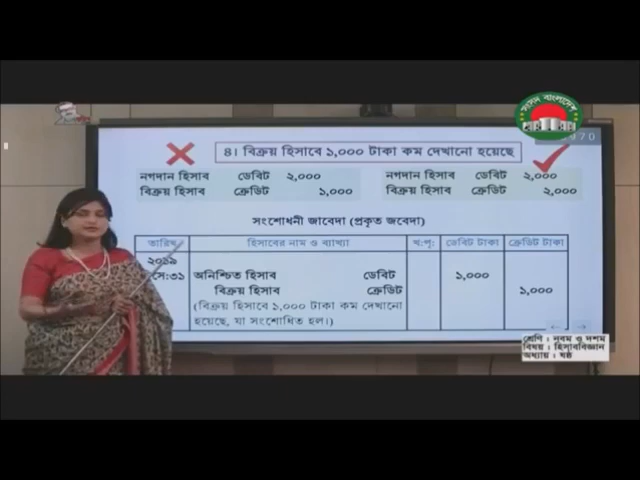 সংসদ বাংলাদেশ
৪। বিক্রয় হিসাবে ১,০০০ টাকা কম দেখানো হয়েছে
নগদান হিসাব ডেবিট ২,০০০
বিক্রয় হিসাব ক্রেডিট ১,০০০
নগদান হিসাব ডেবিট ২,০০০
বিক্রয় হিসাব ক্রেডিট ২,০০০
সংশোধনী জাবেদা (প্রকৃত জবেদা)
তারিখ হিসাবের নাম ও ব্যাখ্যা খ:পৃ: ডেবিট টাকা ক্রেডিট টাকা
২০১৯
সে:৩১ অনিশ্চিত হিসাব ডেবিট ১,০০০
বিক্রয় হিসাব ক্রেডিট ১,০০০
(বিক্রয় হিসাবে ১,০০০ টাকা কম দেখানো
হয়েছে, যা সংশোধিত হল।)
শ্রেণি : নবম ও দশম
বিষয় : হিসাববিজ্ঞান
অধ্যায় : ষষ্ঠ